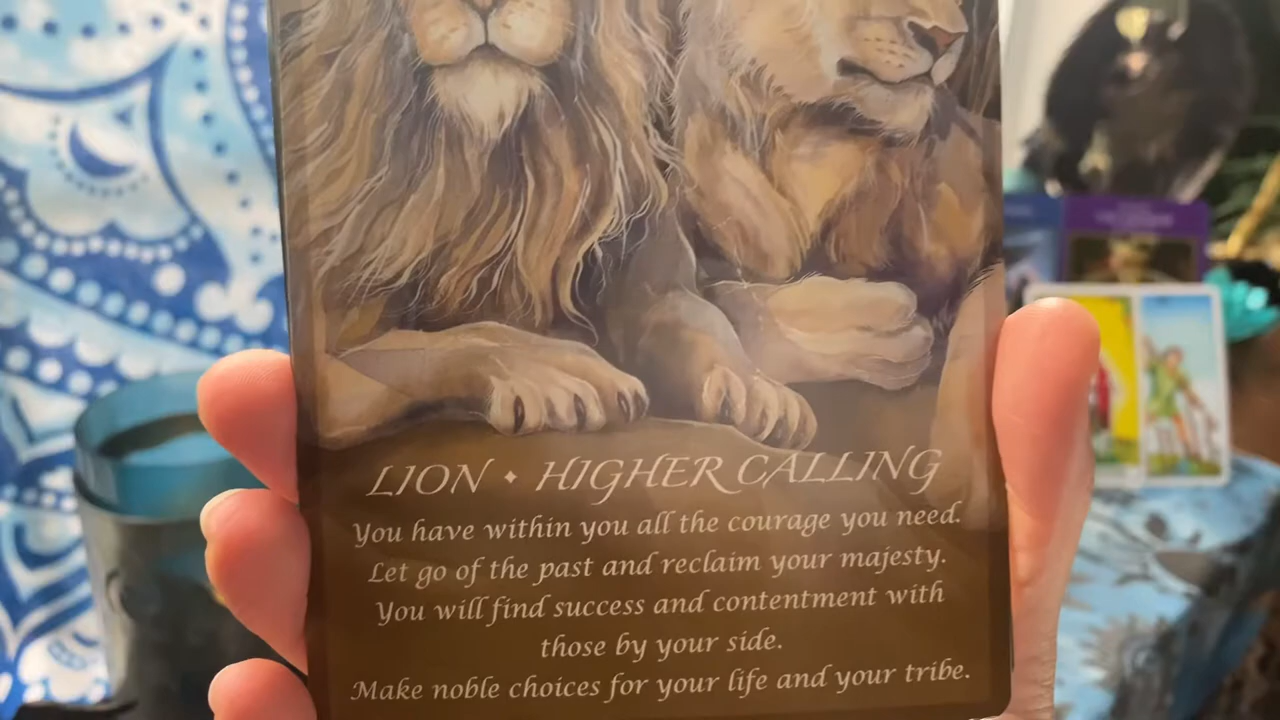 LION ⬥ HIGHER CALLING
You have within you all the courage you need.
Let go of the past and reclaim your majesty.
You will find success and contentment with
those by your side.
Make noble choices for your life and your tribe.